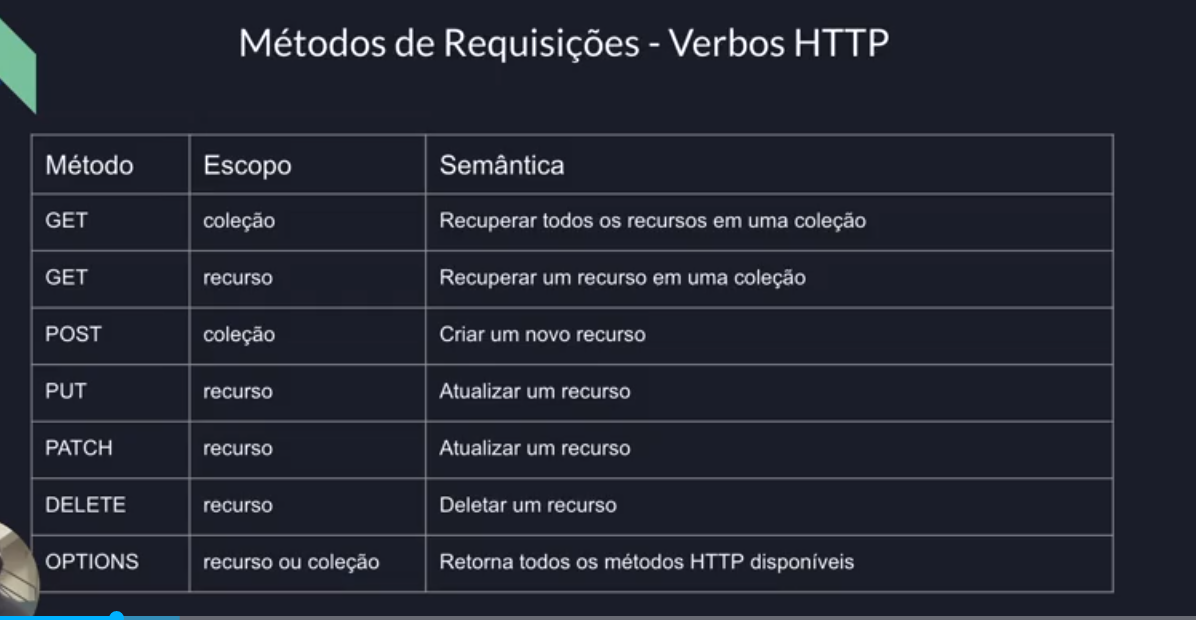 Métodos de Requisições - Verbos HTTP
Método Escopo Semântica
GET coleção Recuperar todos os recursos em uma coleção
GET recurso Recuperar um recurso em uma coleção
POST coleção Criar um novo recurso
PUT recurso Atualizar um recurso
PATCH recurso Atualizar um recurso
DELETE recurso Deletar um recurso
OPTIONS recurso ou coleção Retorna todos os métodos HTTP disponíveis